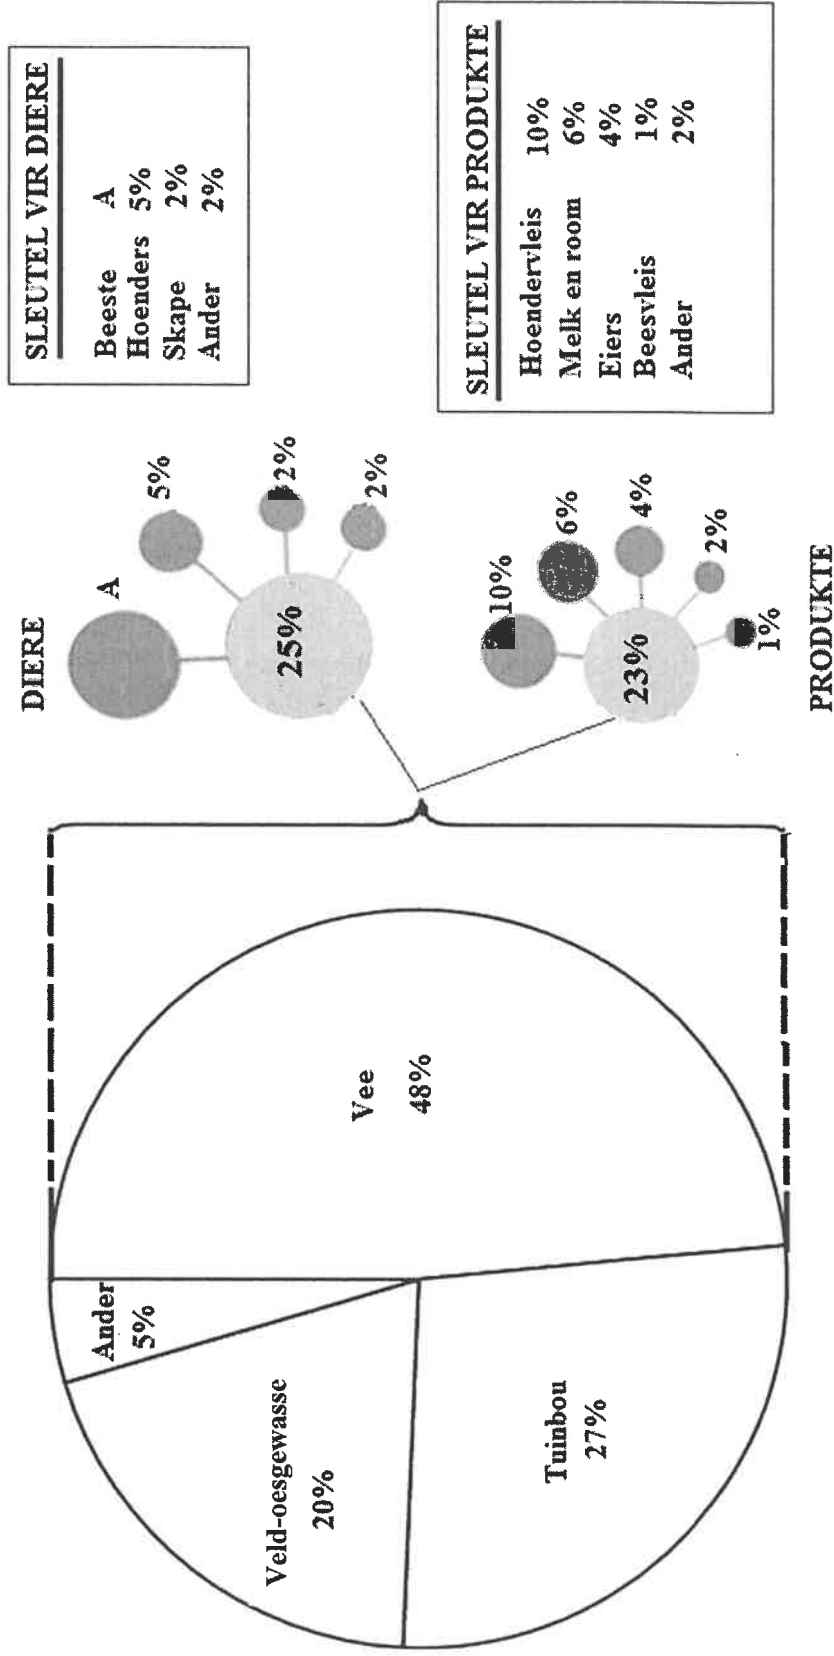 Vee
48%
Ander
5%
Veld-oesgewasse
20%
Tuinbou
27%
DIERE
25%
A
5%
2%
2%
SLEUTEL VIR DIERE
Beeste A
Hoenders 5%
Skape 2%
Ander 2%
23%
10%
6%
4%
2%
1%
PRODUKTE
SLEUTEL VIR PRODUKTE
Hoendervleis 10%
Melk en room 6%
Eiers 4%
Beesvleis 1%
Ander 2%